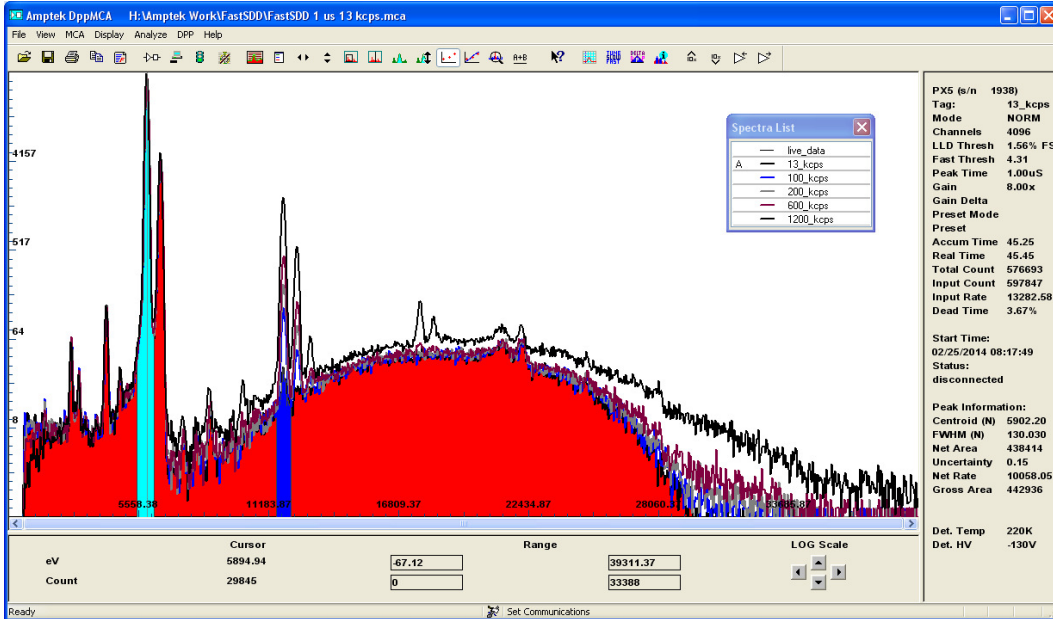 Amptek DppMCA H:\Amptek Work\FastSDD\FastSDD 1 us 13 kcps.mca
File View MCA Display Analyze DPP Help
A+B
4157
517
64
8
5558.38
11183.87
16809.37
22434.87
28060.3
Spectra List
live_data
A 13_kcps
100_kcps
200_kcps
600_kcps
1200_kcps
PX5 (s/n 1938)
Tag: 13_kcps
Mode NORM
Channels 4096
LLD Thresh 1.56% FS
Fast Thresh 4.31
Peak Time 1.00uS
Gain 8.00x
Gain Delta
Preset Mode
Preset
Accum Time 45.25
Real Time 45.45
Total Count 576693
Input Count 597847
Input Rate 13282.58
Dead Time 3.67%
Start Time:
02/25/2014 08:17:49
Status:
disconnected
Peak Information:
Centroid (N) 5902.20
FWHM (N) 130.030
Net Area 438414
Uncertainty 0.15
Net Rate 10058.05
Gross Area 442936
Det. Temp 220K
Det. HV -130V
Cursor Range LOG Scale
eV 5894.94 -67.12 39311.37
Count 29845 0 33388
Ready Set Communications